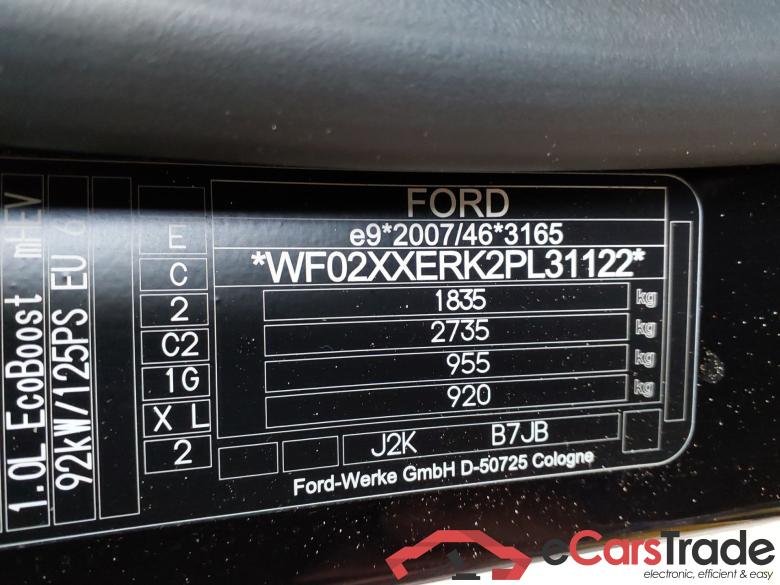 FORD
e9*2007/46*3165
*WF02XXERK2PL31122*
1835 kg
2735 kg
955 kg
920 kg
J2K B7JB
Ford-Werke GmbH D-50725 Cologne
E
C
2
C2
1G
X L
2
1.0L EcoBoost mHEV
92kW/125PS EU 6
eCarsTrade
electronic, efficient & easy